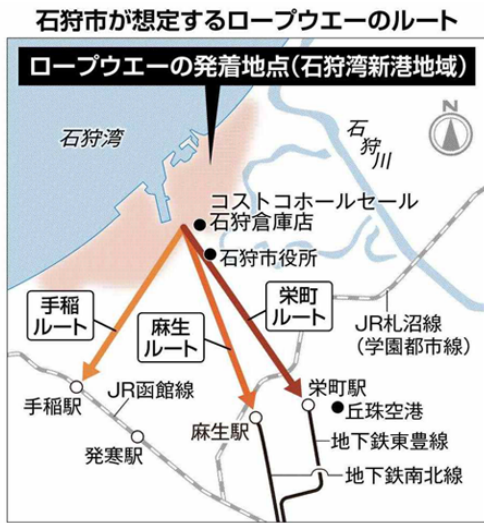 石狩市が想定するロープウエーのルート
ロープウエーの発着地点(石狩湾新港地域)
N
石狩湾
石狩川
コストコホールセール
石狩倉庫店
石狩市役所
手稲
ルート
麻生
ルート
栄町
ルート
JR札沼線
(学園都市線)
手稲駅
JR函館線
発寒駅
麻生駅
栄町駅
丘珠空港
地下鉄東豊線
地下鉄南北線